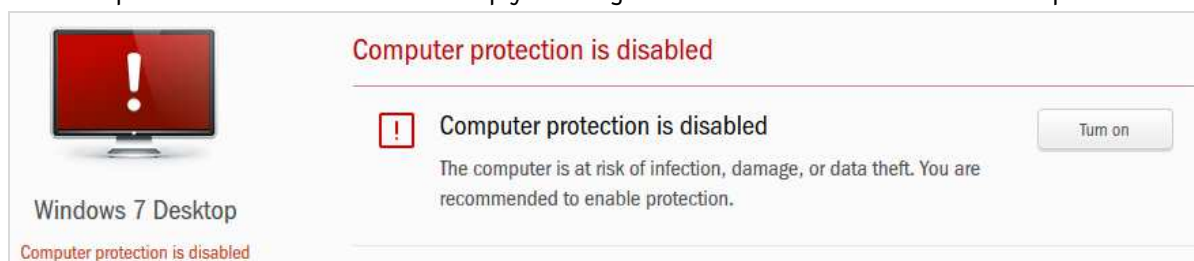 Computer protection is disabled
Computer protection is disabled
Turn on
The computer is at risk of infection, damage, or data theft. You are
recommended to enable protection.
Windows 7 Desktop
Computer protection is disabled